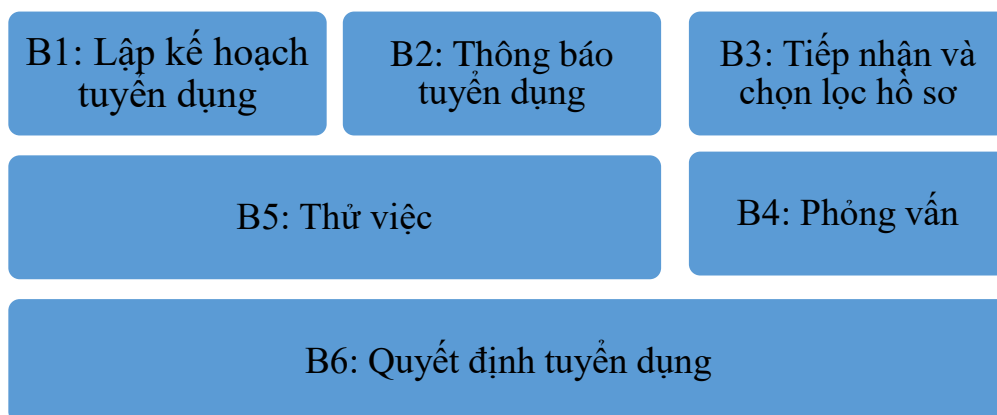 B1: Lập kế hoạch
tuyển dụng
B2: Thông báo
tuyển dụng
B3: Tiếp nhận và
chọn lọc hồ sơ
B5: Thử việc
B4: Phỏng vấn
B6: Quyết định tuyển dụng